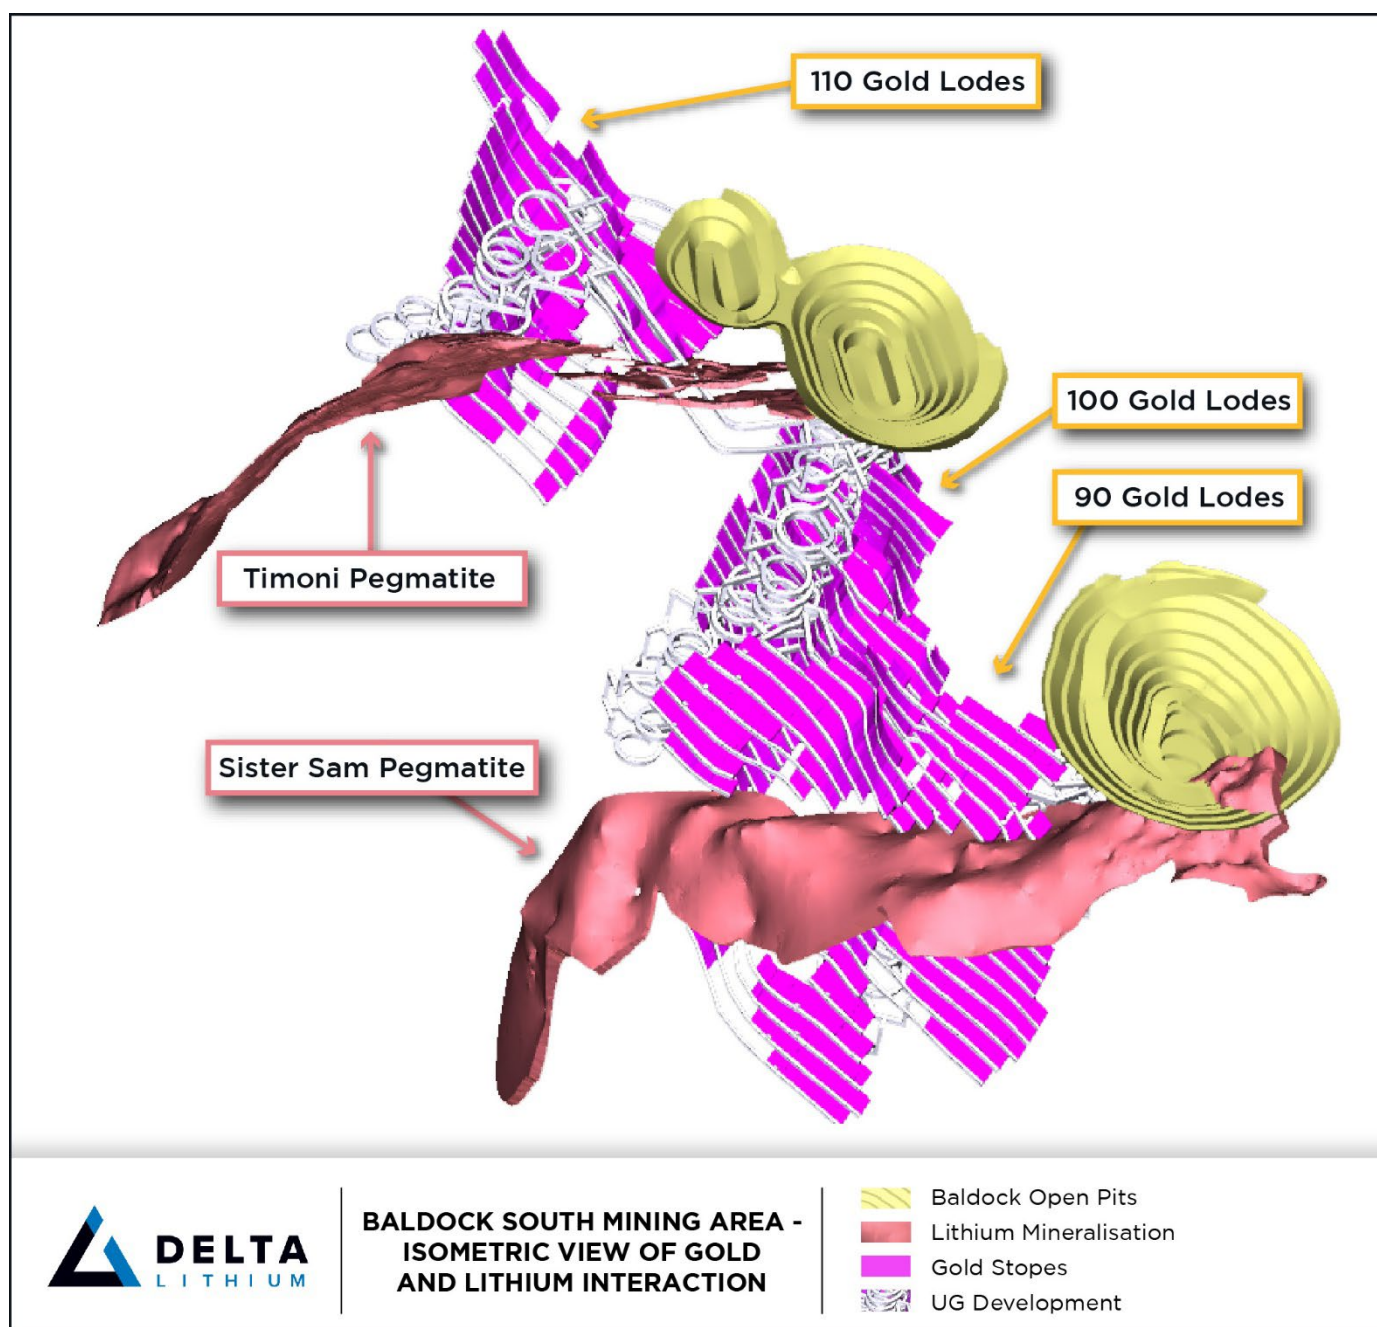 110 Gold Lodes
100 Gold Lodes
90 Gold Lodes
Timoni Pegmatite
Sister Sam Pegmatite
DELTA
LITHIUM
BALDOCK SOUTH MINING AREA -
ISOMETRIC VIEW OF GOLD
AND LITHIUM INTERACTION
Baldock Open Pits
Lithium Mineralisation
Gold Stopes
UG Development